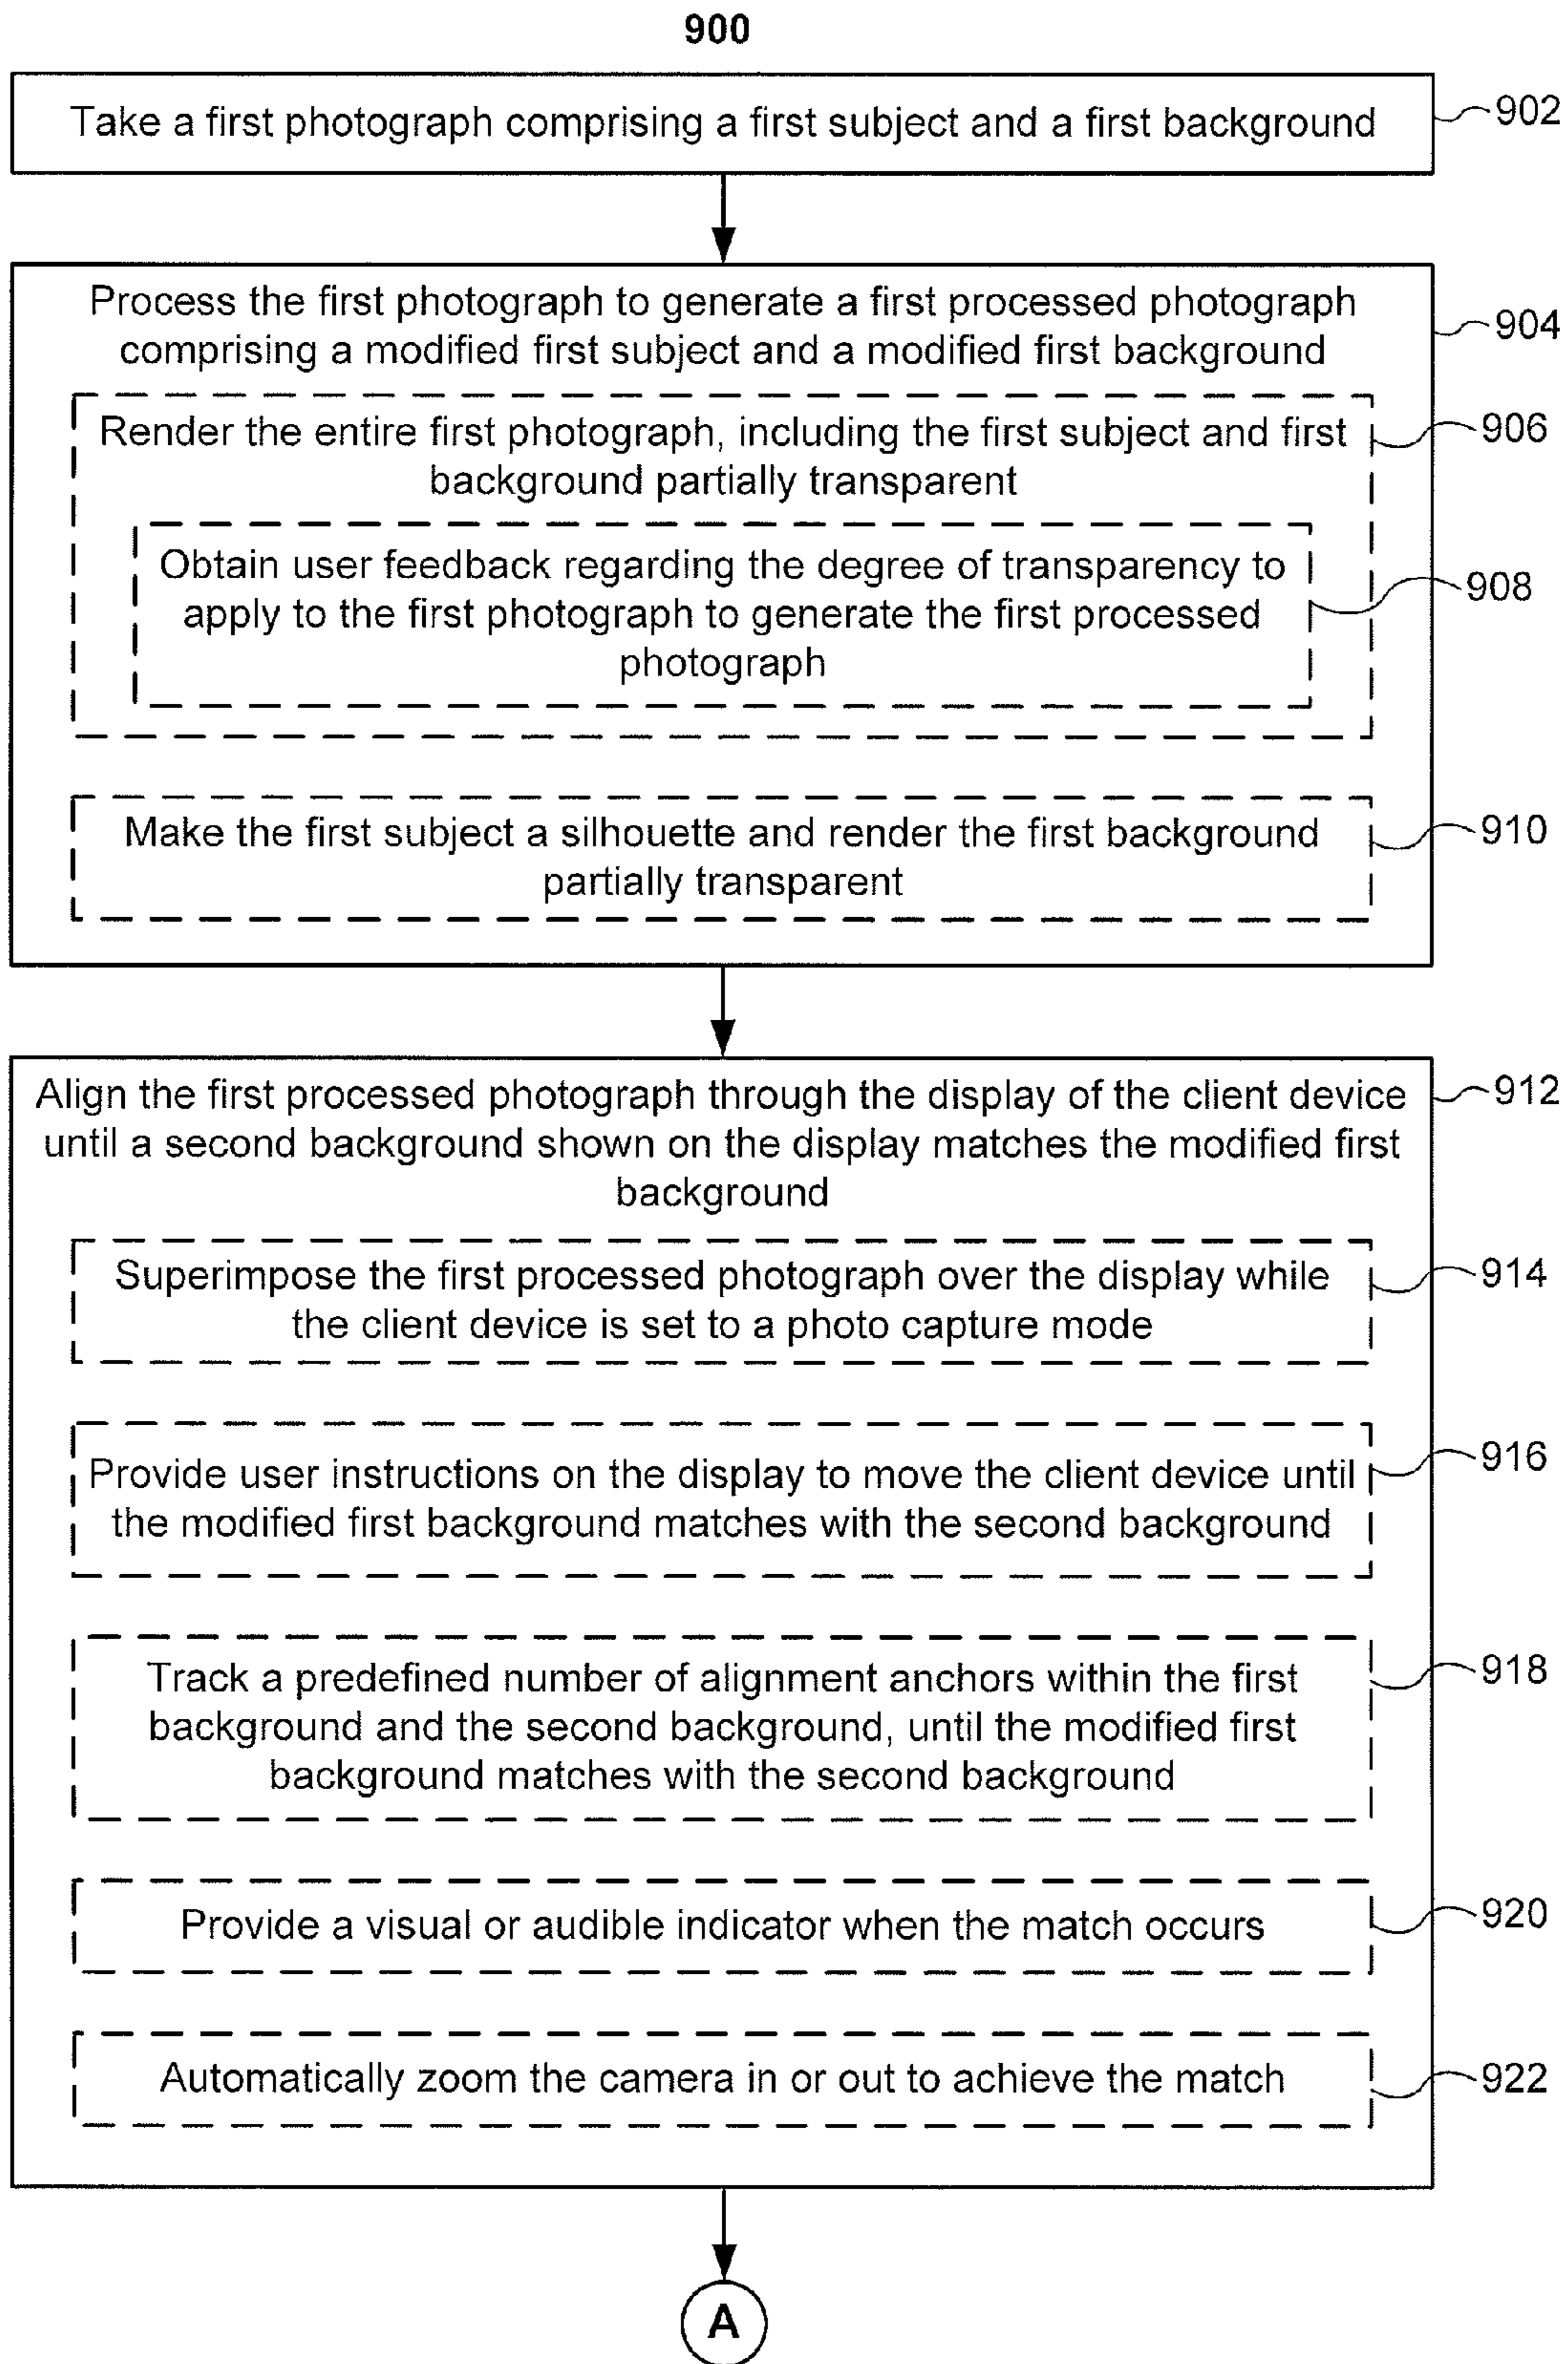 900
Take a first photograph comprising a first subject and a first background
902
Process the first photograph to generate a first processed photograph
comprising a modified first subject and a modified first background
904
Render the entire first photograph, including the first subject and first
background partially transparent
906
Obtain user feedback regarding the degree of transparency to
apply to the first photograph to generate the first processed
photograph
908
Make the first subject a silhouette and render the first background
partially transparent
910
Align the first processed photograph through the display of the client device
until a second background shown on the display matches the modified first
background
912
Superimpose the first processed photograph over the display while
the client device is set to a photo capture mode
914
Provide user instructions on the display to move the client device until
the modified first background matches with the second background
916
Track a predefined number of alignment anchors within the first
background and the second background, until the modified first
background matches with the second background
918
Provide a visual or audible indicator when the match occurs
920
Automatically zoom the camera in or out to achieve the match
922
A